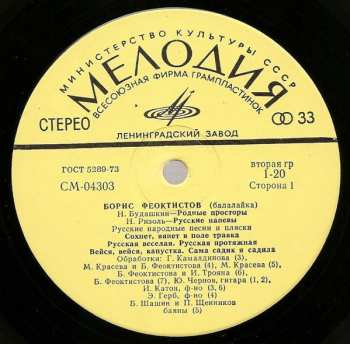 МИНИСТЕРСТВО КУЛЬТУРЫ СССР
МЕЛОДИЯ
ВСЕСОЮЗНАЯ ФИРМА ГРАМПЛАСТИНОК
СТЕРЕО
33
ЛЕНИНГРАДСКИЙ ЗАВОД
ГОСТ 5289-73
вторая гр
1-20
СМ-04303
Сторона 1
БОРИС ФЕОКТИСТОВ (балалайка)
Н. Будашкин—Родные просторы
Н. Ризоль—Русские напевы
Русские народные песни и пляски
Сохнет, вянет в поле травка
Русская веселая. Русская протяжная
Вейся, вейся, капустка. Сама садик я садила
Обработки: Г. Камалдинова (3),
М. Красева и Б. Феоктистова (4), М. Красева (5),
Б. Феоктистова и И. Трояна (6),
Б. Феоктистова (7), Ю. Чернов, гитара (1, 2),
И. Катон, ф-но (3, 6)
Э. Герб, ф-но (4)
Б. Шашин и П. Щенников
баяны (5)